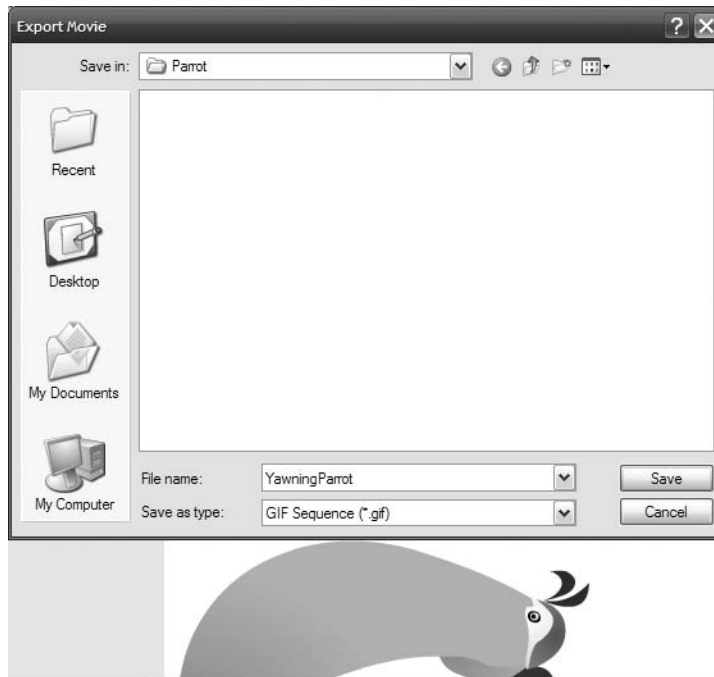 Export Movie
Save in: Parrot
Recent
Desktop
My Documents
My Computer
File name: YawningParrot Save
Save as type: GIF Sequence (*.gif) Cancel